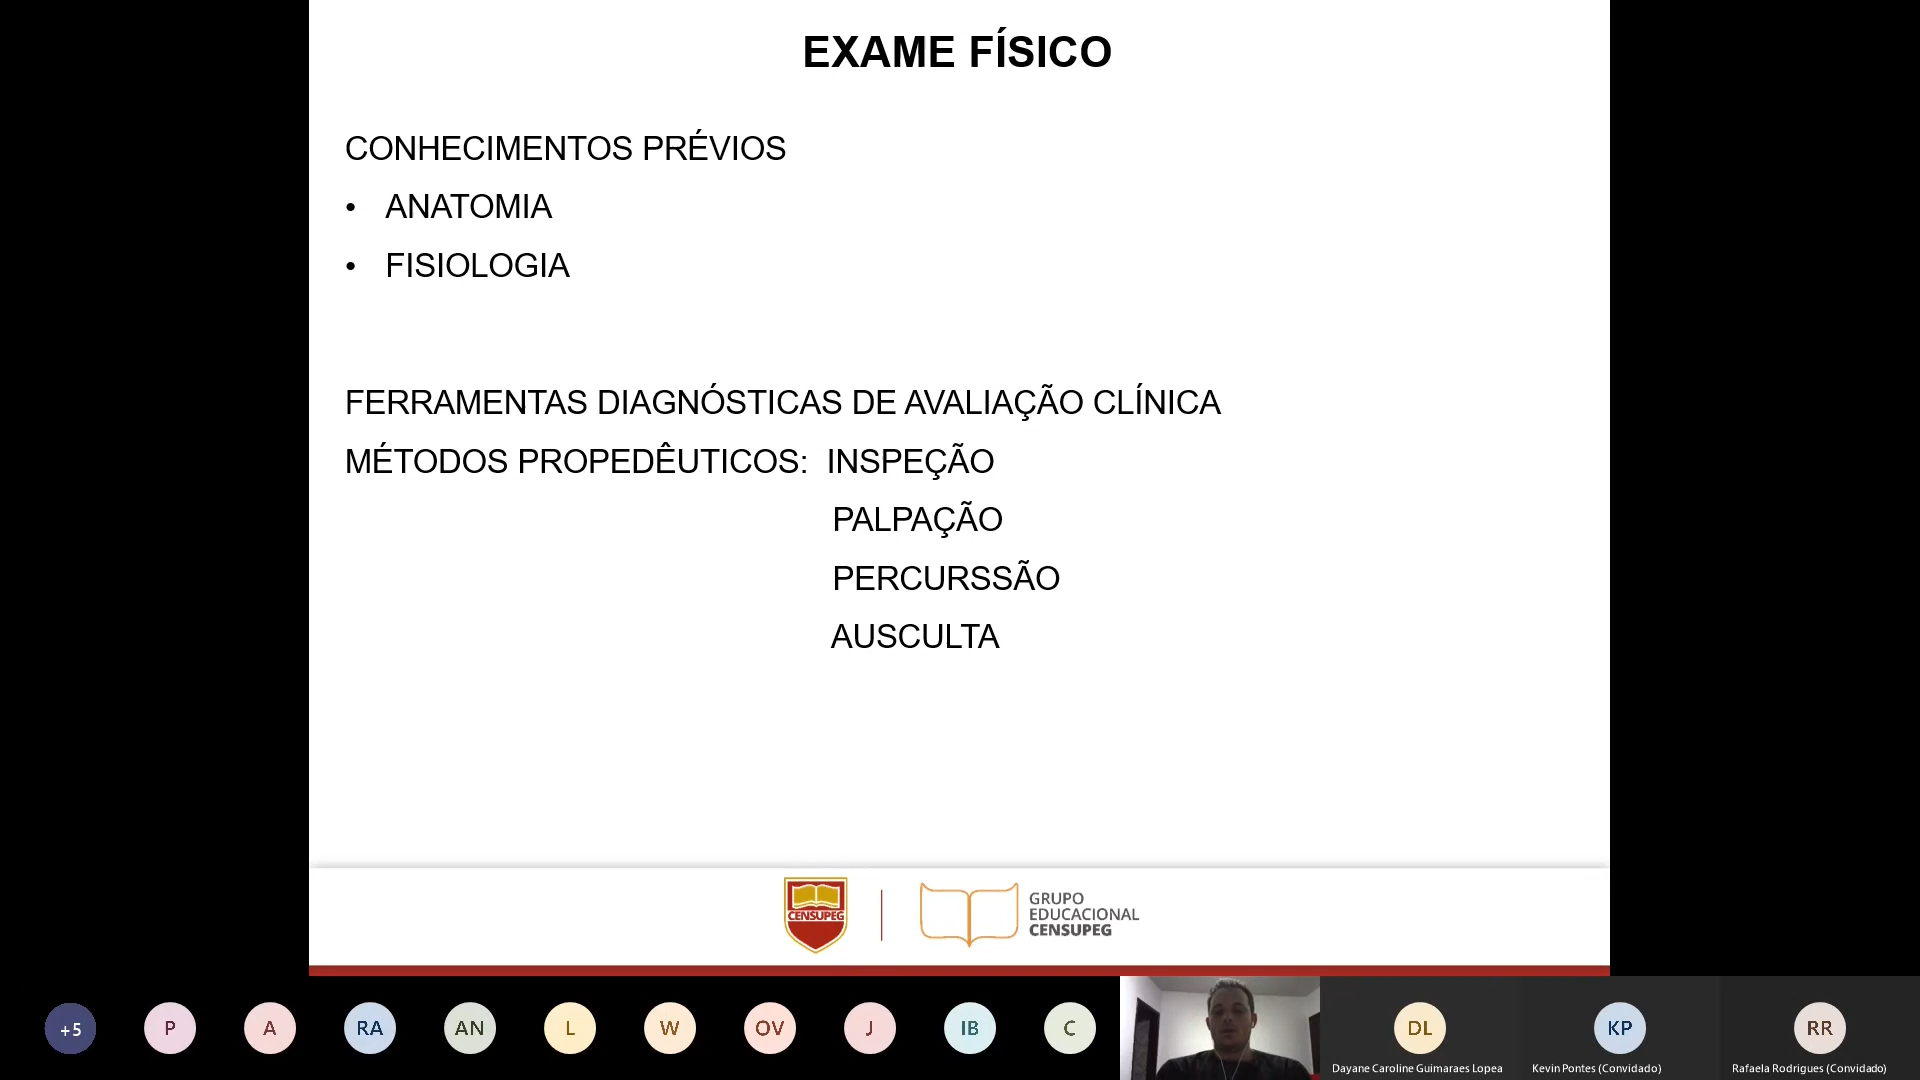 EXAME FÍSICO
CONHECIMENTOS PRÉVIOS
• ANATOMIA
• FISIOLOGIA
FERRAMENTAS DIAGNÓSTICAS DE AVALIAÇÃO CLÍNICA
MÉTODOS PROPEDÊUTICOS: INSPEÇÃO
PALPAÇÃO
PERCURSSÃO
AUSCULTA
CENSUPEG
GRUPO
EDUCACIONAL
CENSUPEG
+5 P A RA AN L W OV J IB C DL KP RR
Dayane Caroline Guimaraes Lopea Kevin Pontes (Convidado) Rafaela Rodrigues (Convidado)